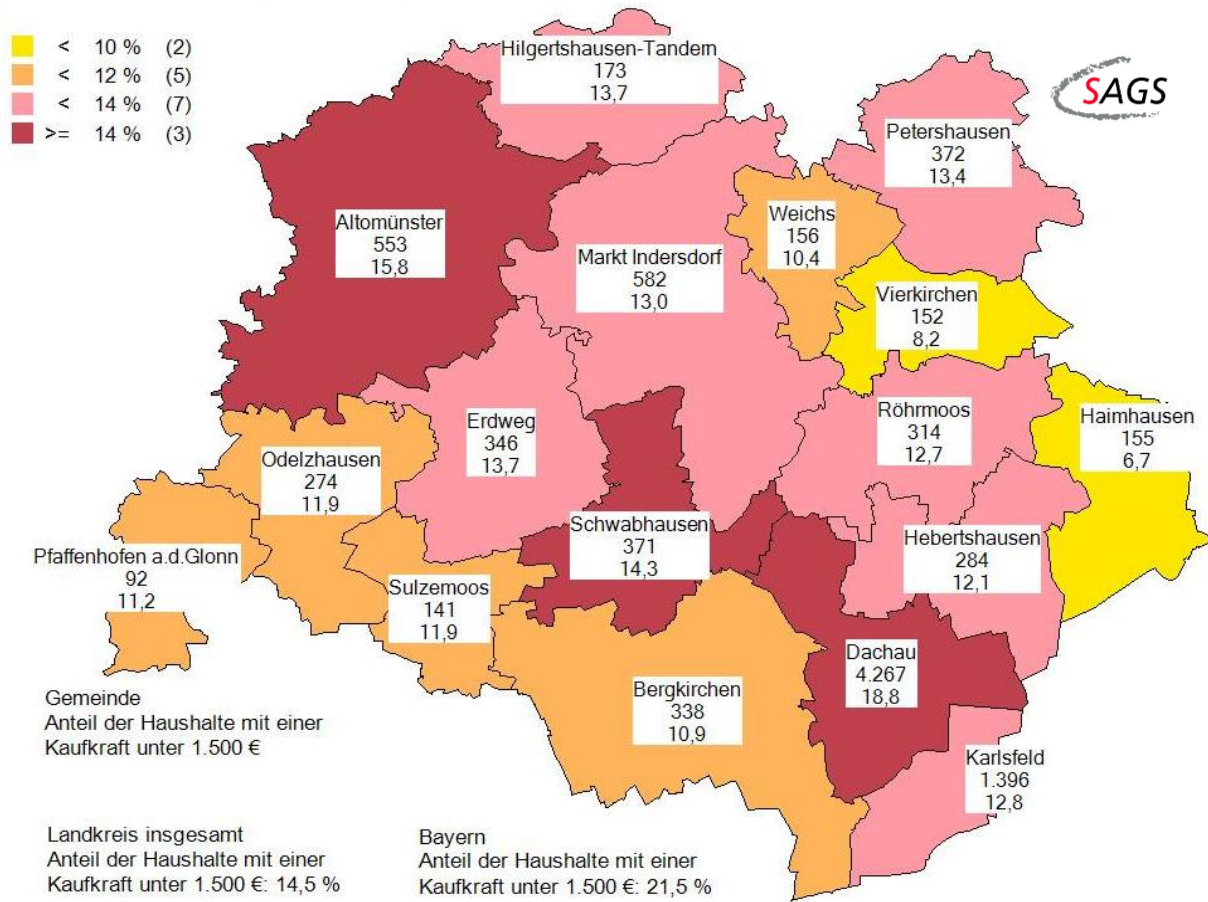 < 10 % (2)
< 12 % (5)
< 14 % (7)
>= 14 % (3)
SAGS
Hilgertshausen-Tandern
173
13,7
Petershausen
372
13,4
Altomünster
553
15,8
Markt Indersdorf
582
13,0
Weichs
156
10,4
Vierkirchen
152
8,2
Erdweg
346
13,7
Röhrmoos
314
12,7
Haimhausen
155
6,7
Odelzhausen
274
11,9
Schwabhausen
371
14,3
Hebertshausen
284
12,1
Pfaffenhofen a.d.Glonn
92
11,2
Sulzemoos
141
11,9
Dachau
4.267
18,8
Bergkirchen
338
10,9
Karlsfeld
1.396
12,8
Gemeinde
Anteil der Haushalte mit einer
Kaufkraft unter 1.500 €
Landkreis insgesamt
Anteil der Haushalte mit einer
Kaufkraft unter 1.500 €: 14,5 %
Bayern
Anteil der Haushalte mit einer
Kaufkraft unter 1.500 €: 21,5 %